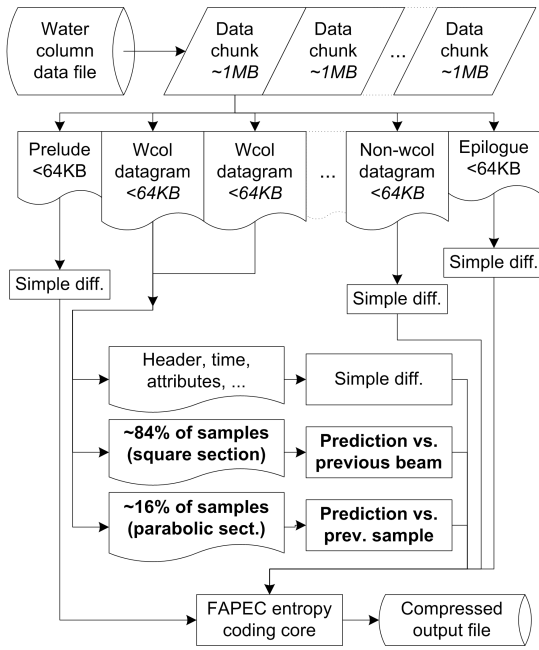 Water
column
data file
Data
chunk
~1MB
Data
chunk
~1MB
...
Data
chunk
~1MB
Prelude
<64KB
Wcol
datagram
<64KB
Wcol
datagram
<64KB
...
Non-wcol
datagram
<64KB
Epilogue
<64KB
Simple diff.
Simple diff.
Simple diff.
Header, time,
attributes, ...
Simple diff.
~84% of samples
(square section)
Prediction vs.
previous beam
~16% of samples
(parabolic sect.)
Prediction vs.
prev. sample
FAPEC entropy
coding core
Compressed
output file